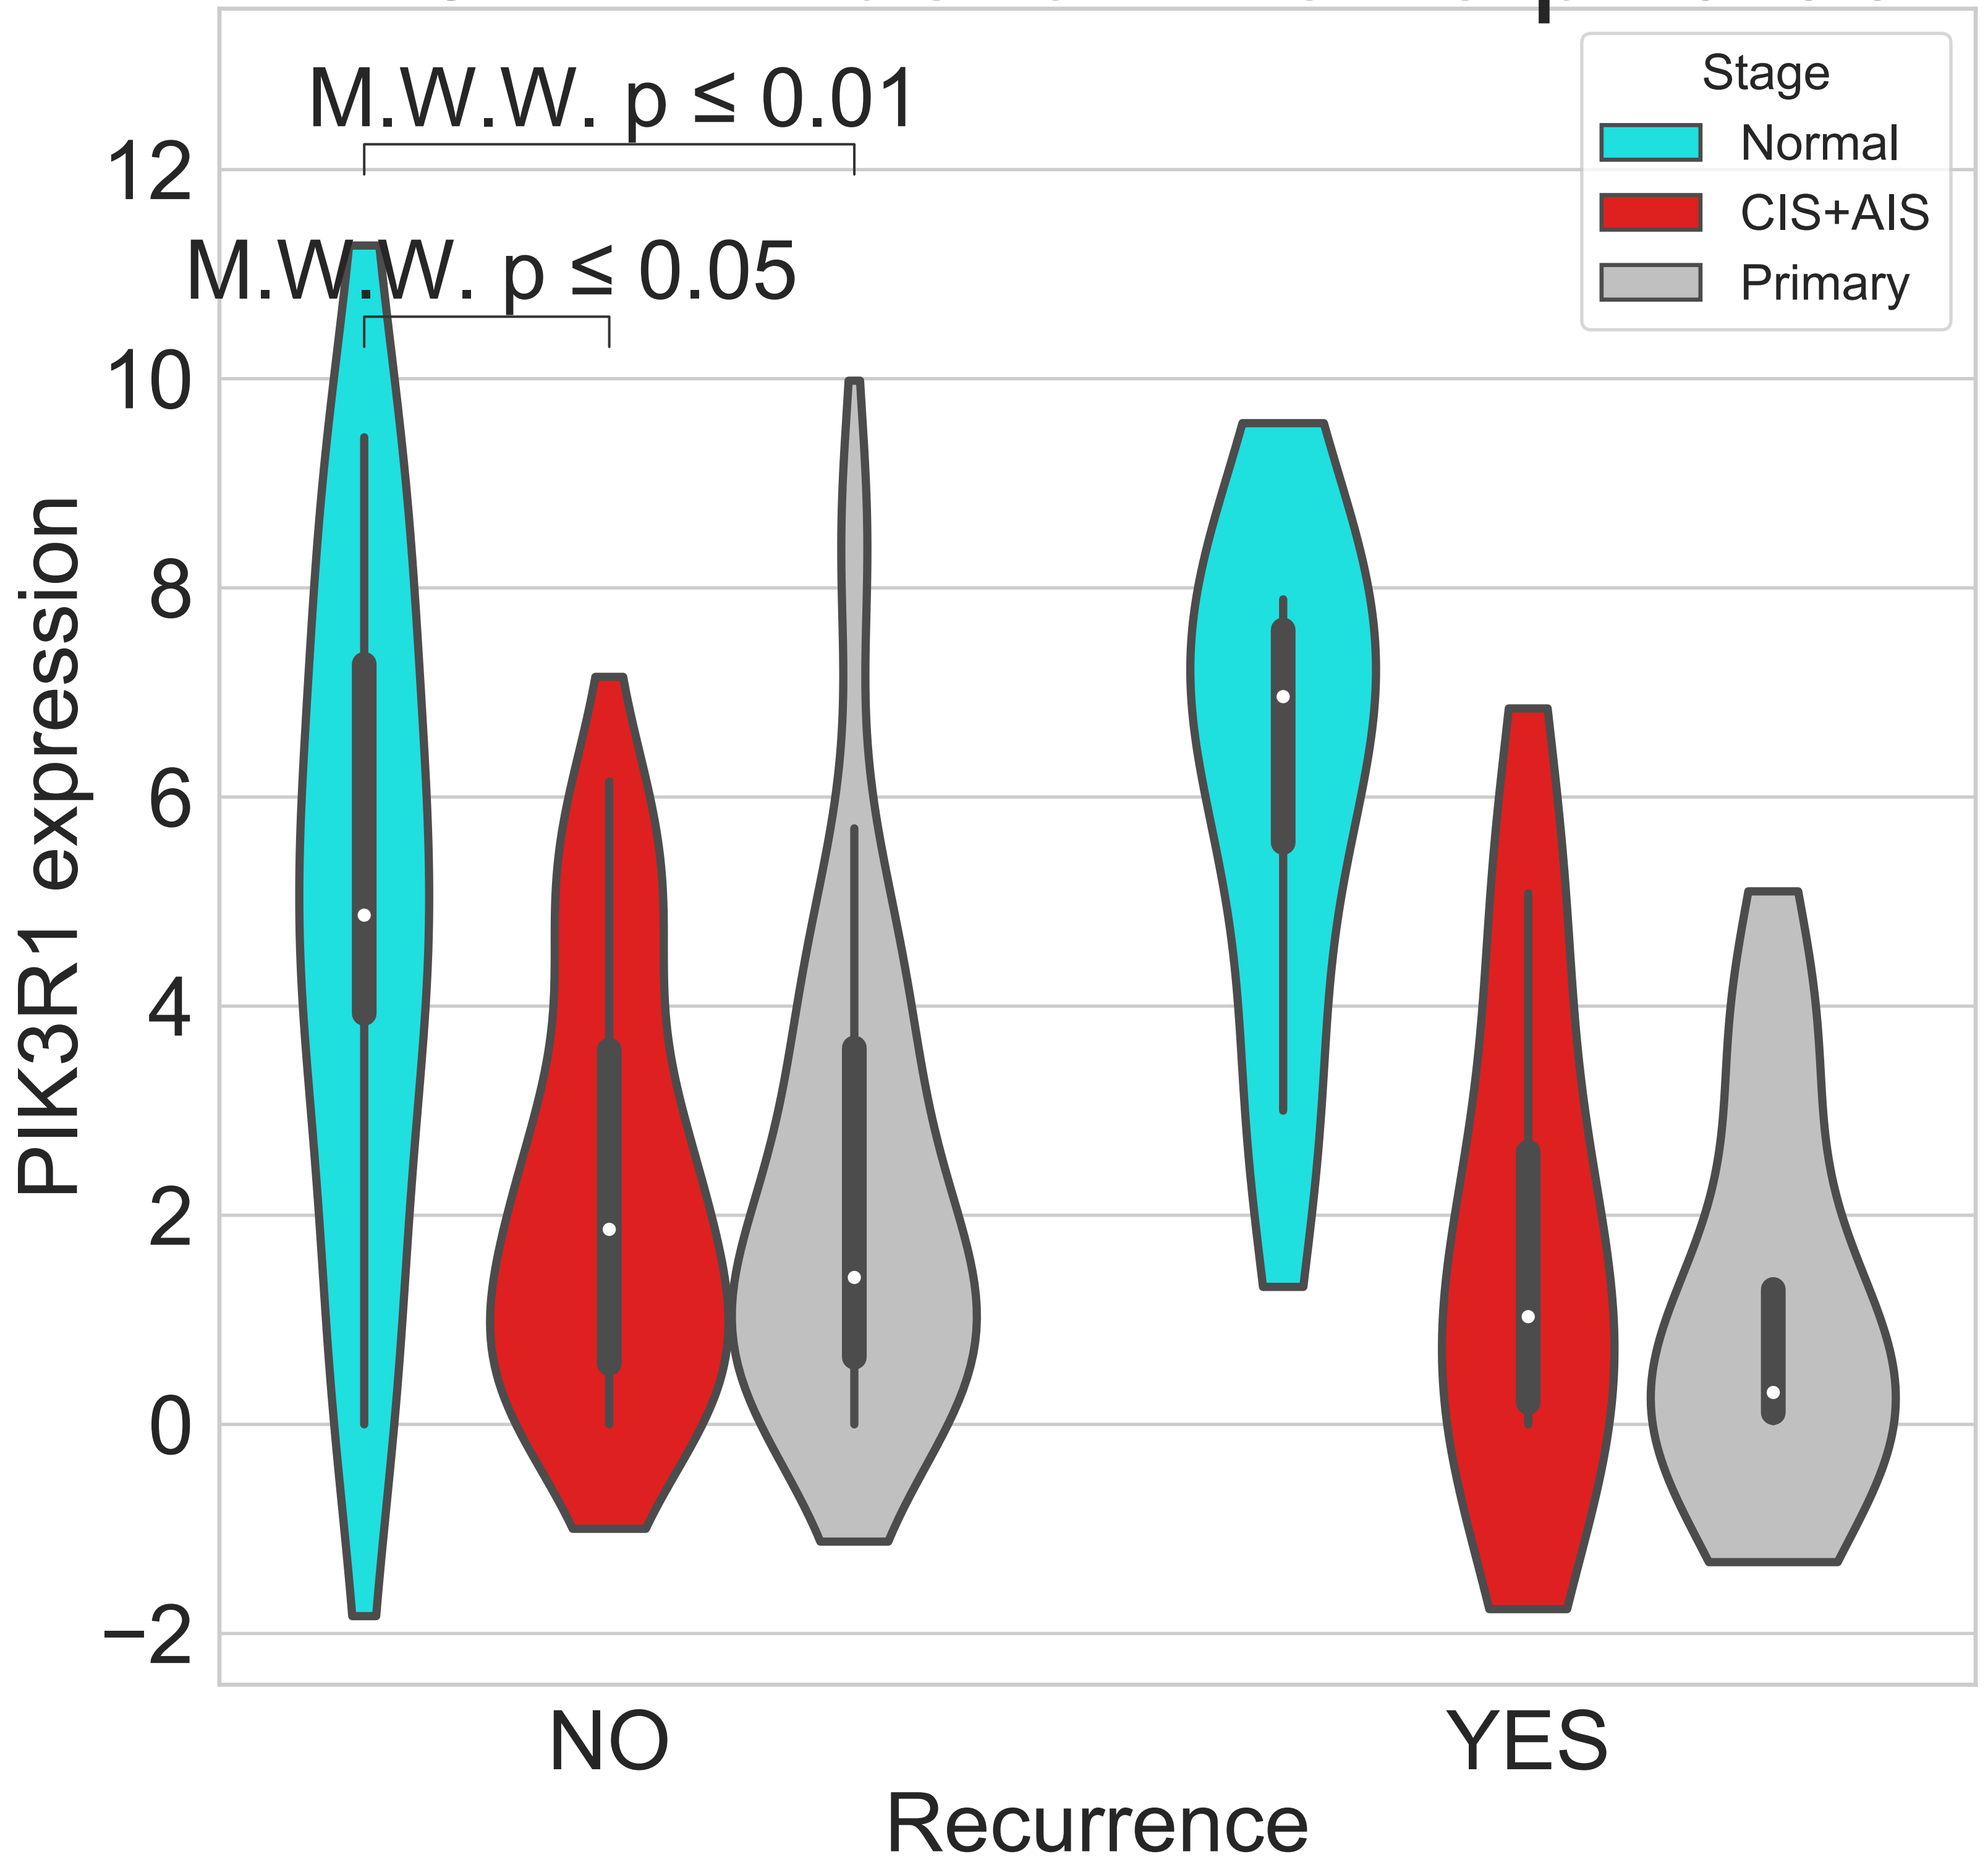 M.W.W. p ≤ 0.01
M.W.W. p ≤ 0.05
Stage
Normal
CIS+AIS
Primary
12
10
8
6
4
2
0
−2
PIK3R1 expression
NO
YES
Recurrence